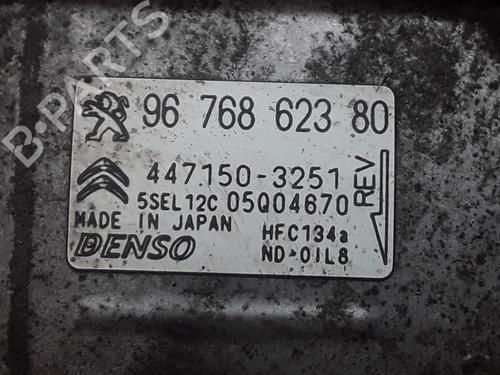 B-PARTS
96 768 623 80
447150-3251
REV
5SEL12C 05Q04670
MADE IN JAPAN
HFC134a
DENSO
ND-OIL8